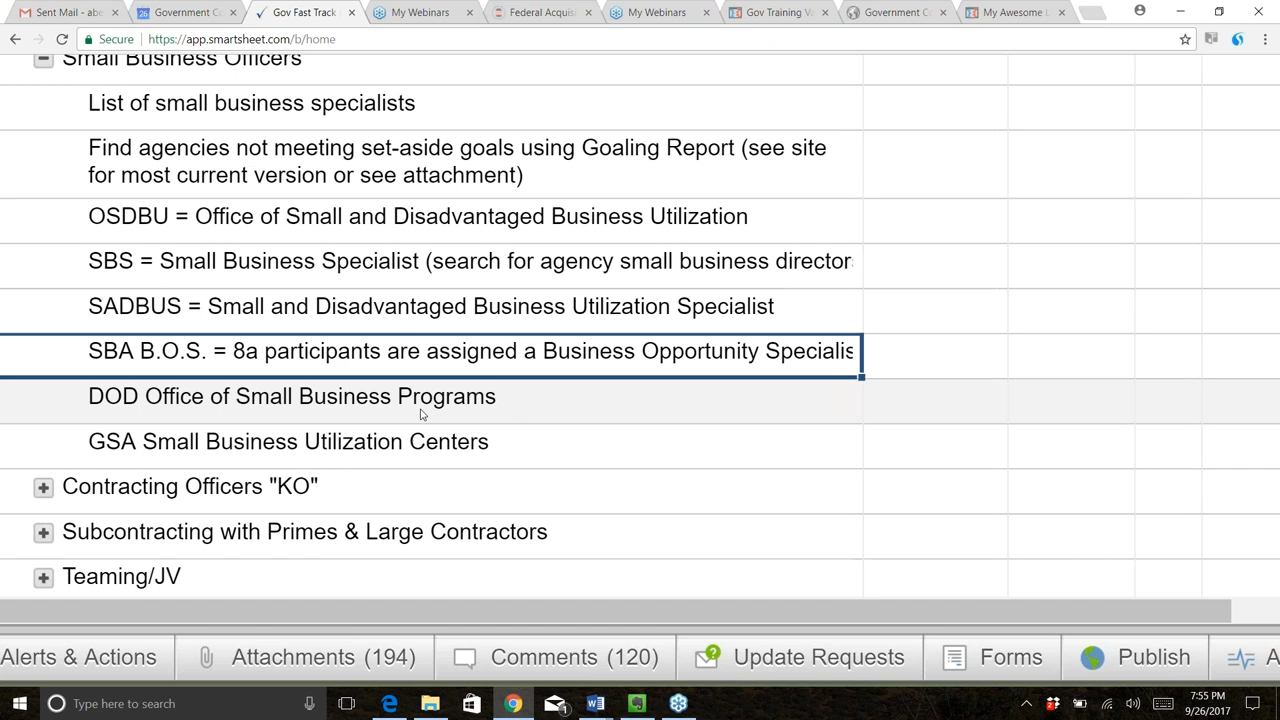 Sent Mail - abe
Government C
Gov Fast Track
My Webinars
Federal Acquis
My Webinars
Gov Training V
Government C
My Awesome
Secure
https://app.smartsheet.com/b/home
Small Business Officers
List of small business specialists
Find agencies not meeting set-aside goals using Goaling Report (see site
for most current version or see attachment)
OSDBU = Office of Small and Disadvantaged Business Utilization
SBS = Small Business Specialist (search for agency small business director
SADBUS = Small and Disadvantaged Business Utilization Specialist
SBA B.O.S. = 8a participants are assigned a Business Opportunity Specialis
DOD Office of Small Business Programs
GSA Small Business Utilization Centers
Contracting Officers "KO"
Subcontracting with Primes & Large Contractors
Teaming/JV
Alerts & Actions
Attachments (194)
Comments (120)
Update Requests
Forms
Publish
A
Type here to search
7:55 PM
9/26/2017